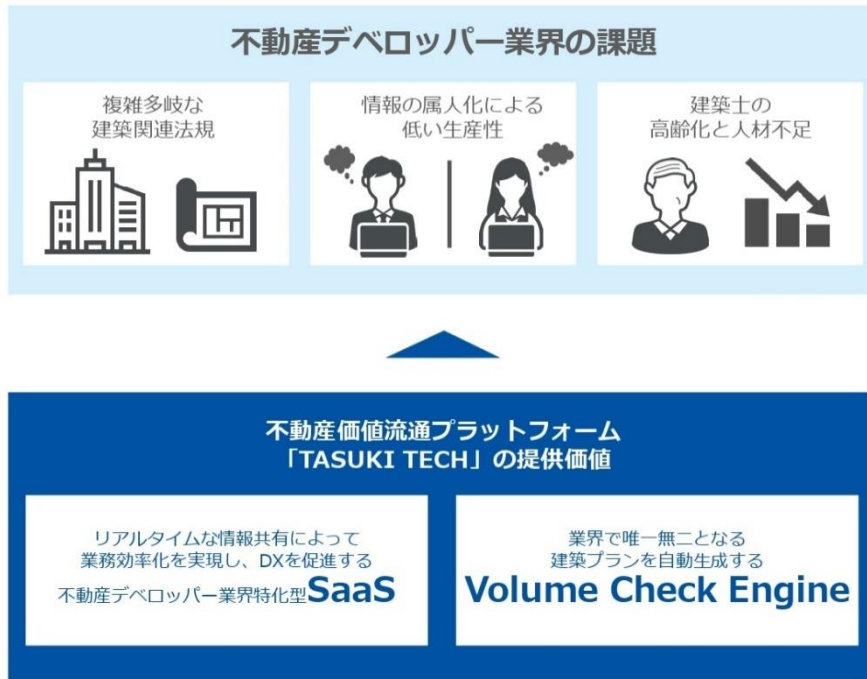 不動産デベロッパー業界の課題
複雑多岐な
建築関連法規
情報の属人化による
低い生産性
建築士の
高齢化と人材不足
不動産価値流通プラットフォーム
「TASUKI TECH」の提供価値
リアルタイムな情報共有によって
業務効率化を実現し、DXを促進する
不動産デベロッパー業界特化型SaaS
業界で唯一無二となる
建築プランを自動生成する
Volume Check Engine